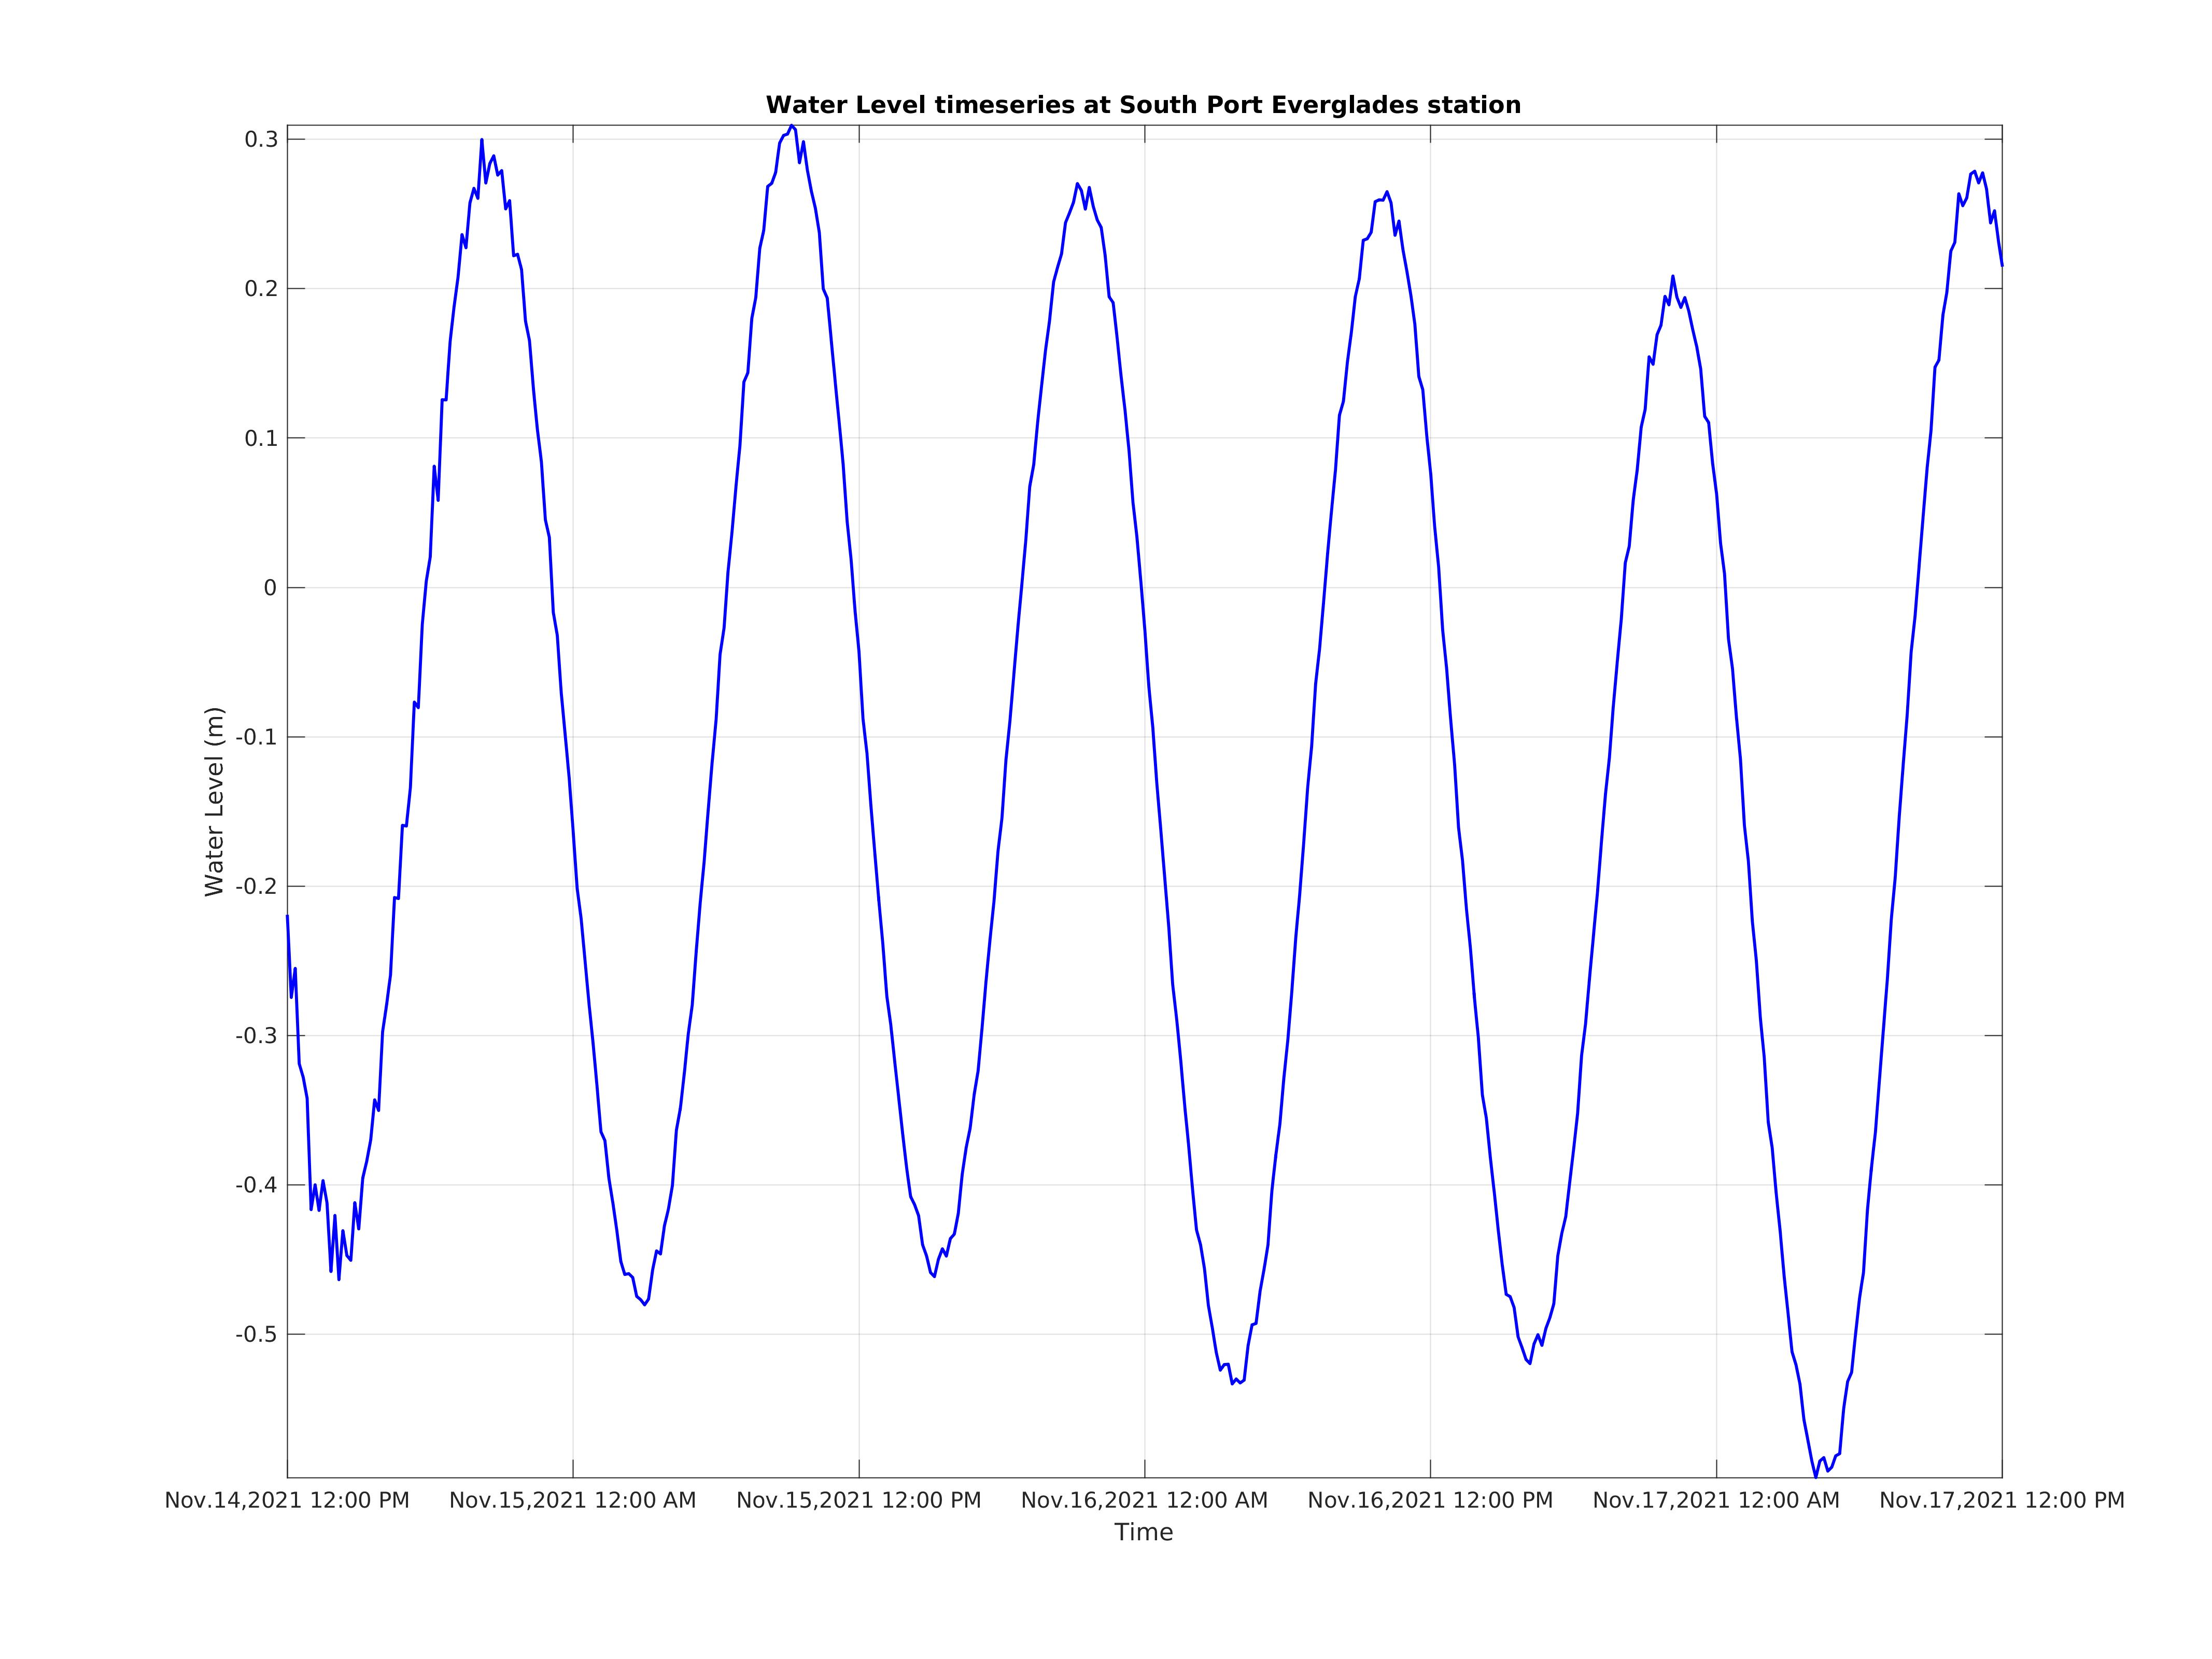 Water Level timeseries at South Port Everglades station
0.3
0.2
0.1
0
-0.1
-0.2
-0.3
-0.4
-0.5
Water Level (m)
Nov.14,2021 12:00 PM
Nov.15,2021 12:00 AM
Nov.15,2021 12:00 PM
Nov.16,2021 12:00 AM
Nov.16,2021 12:00 PM
Nov.17,2021 12:00 AM
Nov.17,2021 12:00 PM
Time